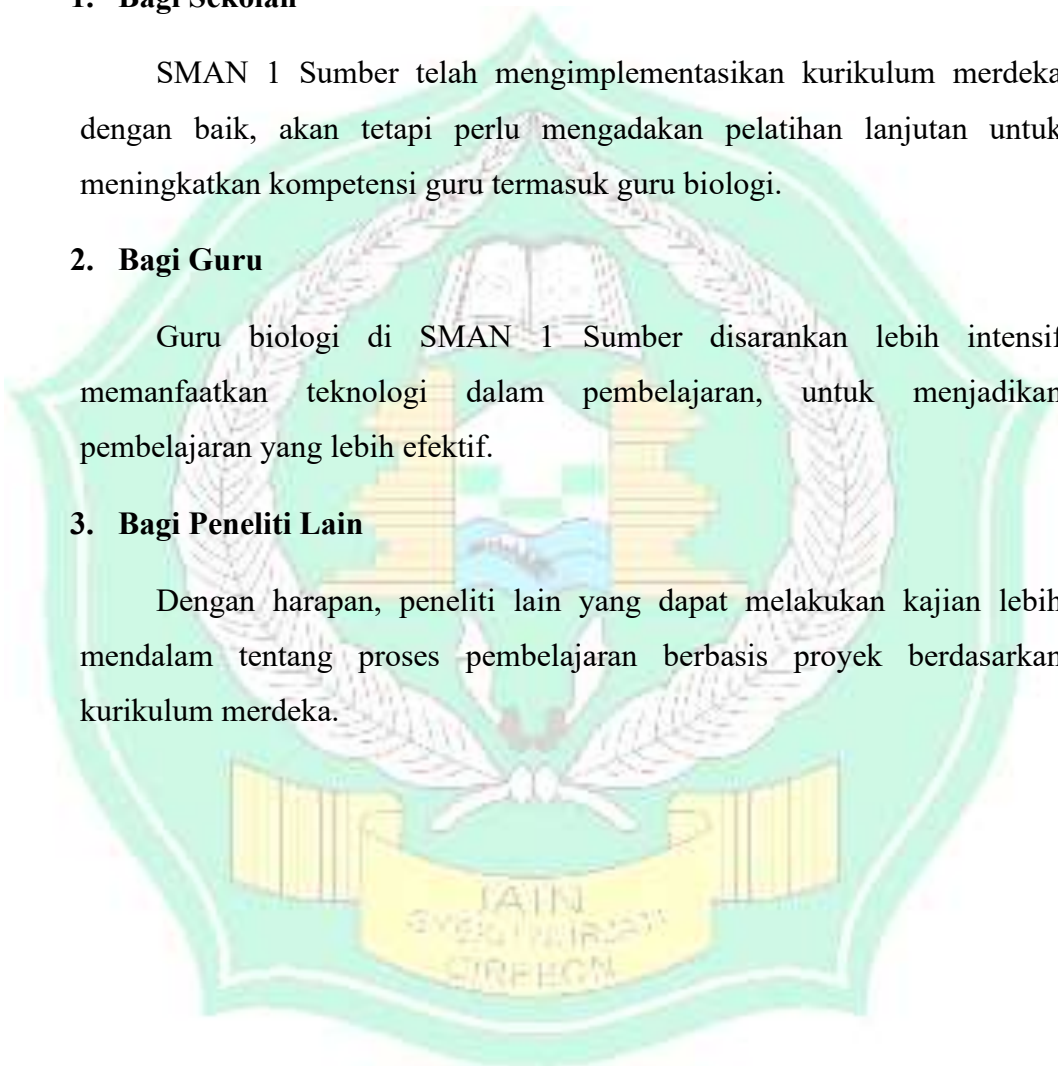 1. Bagi Sekolah
SMAN 1 Sumber telah mengimplementasikan kurikulum merdeka
dengan baik, akan tetapi perlu mengadakan pelatihan lanjutan untuk
meningkatkan kompetensi guru termasuk guru biologi.
2. Bagi Guru
Guru biologi di SMAN 1 Sumber disarankan lebih intensif
memanfaatkan teknologi dalam pembelajaran, untuk menjadikan
pembelajaran yang lebih efektif.
3. Bagi Peneliti Lain
Dengan harapan, peneliti lain yang dapat melakukan kajian lebih
mendalam tentang proses pembelajaran berbasis proyek berdasarkan
kurikulum merdeka.
IAIN
SYEKH NURJATI
CIREBON